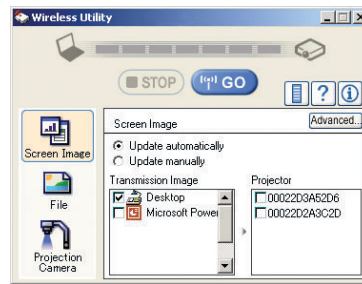 Wireless Utility
STOP
GO
?
i
Screen Image
Advanced...
Screen Image
Update automatically
Update manually
File
Transmission Image
Projector
Desktop
00022D3A52D6
Microsoft Power
00022D2A3C2D
Projection
Camera